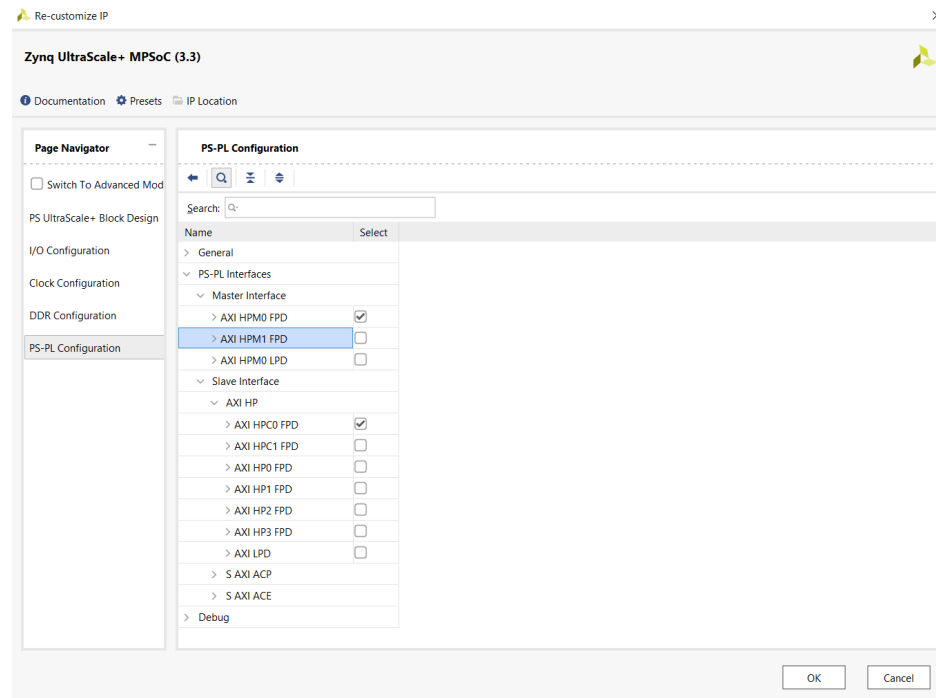 Re-customize IP
Zynq UltraScale+ MPSoC (3.3)
Documentation Presets IP Location
Page Navigator
Switch To Advanced Mod
PS UltraScale+ Block Design
I/O Configuration
Clock Configuration
DDR Configuration
PS-PL Configuration
PS-PL Configuration
Search:
Name Select
General
PS-PL Interfaces
Master Interface
AXI HPM0 FPD
AXI HPM1 FPD
AXI HPM0 LPD
Slave Interface
AXI HP
AXI HPC0 FPD
AXI HPC1 FPD
AXI HP0 FPD
AXI HP1 FPD
AXI HP2 FPD
AXI HP3 FPD
AXI LPD
S AXI ACP
S AXI ACE
Debug
OK Cancel